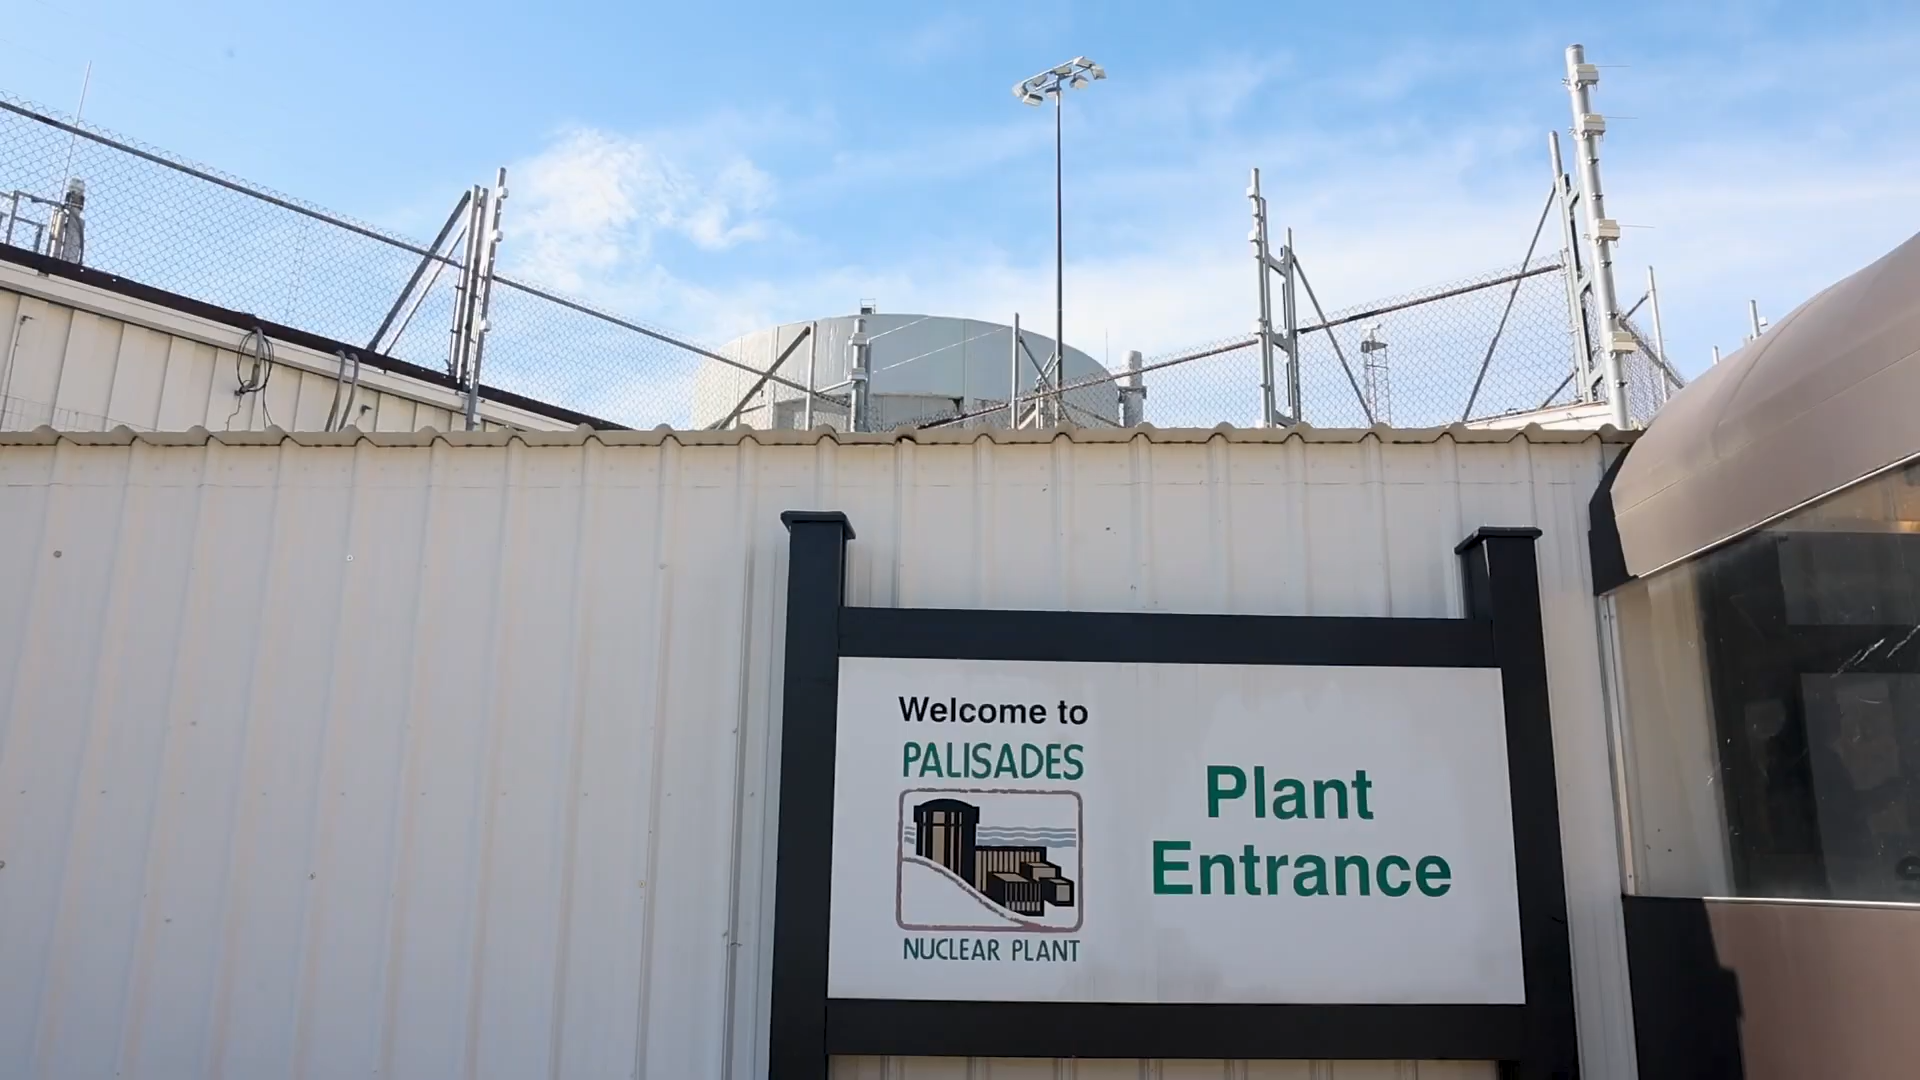 Welcome to
PALISADES
NUCLEAR PLANT
Plant
Entrance